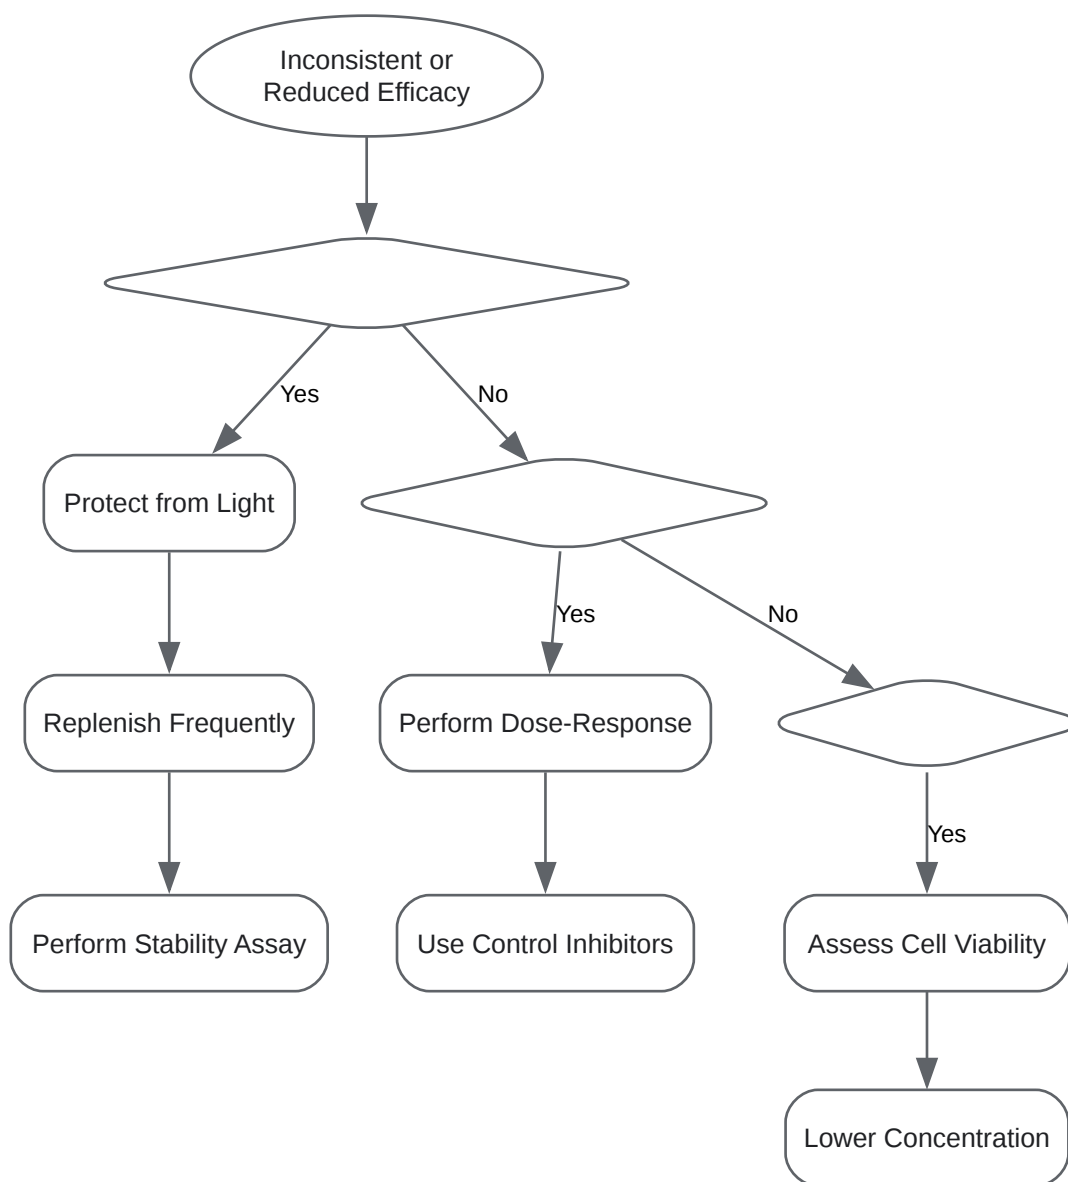 Inconsistent or
Reduced Efficacy
Yes
No
Protect from Light
Yes
No
Replenish Frequently
Perform Dose-Response
Yes
Perform Stability Assay
Use Control Inhibitors
Assess Cell Viability
Lower Concentration